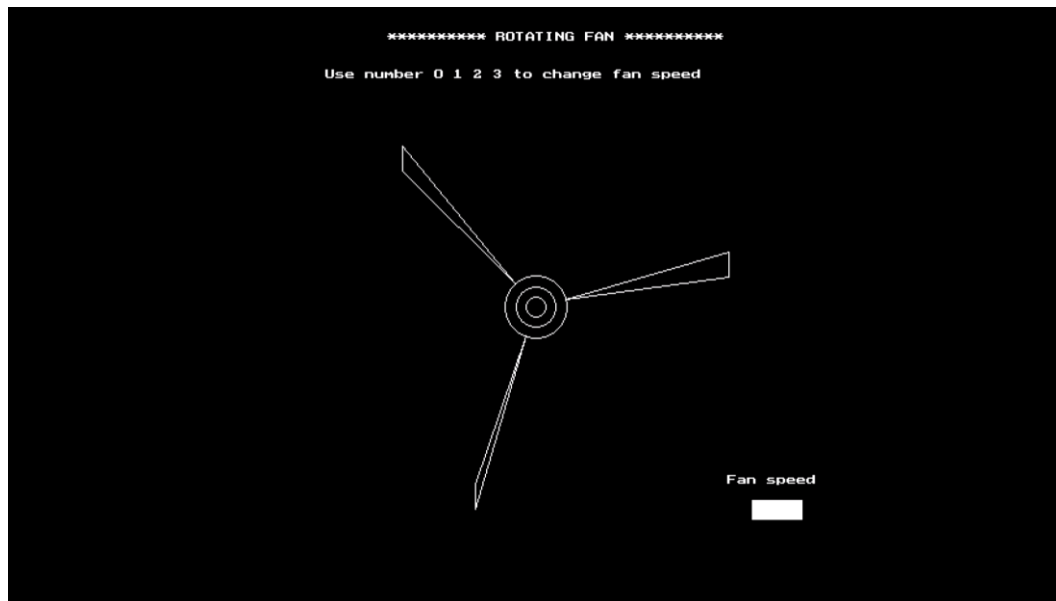 ********** ROTATING FAN **********
Use number 0 1 2 3 to change fan speed
Fan speed